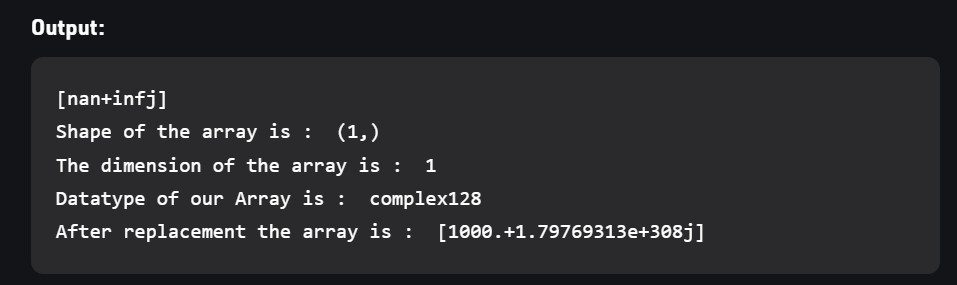 Output:
[nan+infj]
Shape of the array is :  (1,)
The dimension of the array is :  1
Datatype of our Array is :  complex128
After replacement the array is :  [1000.+1.79769313e+308j]